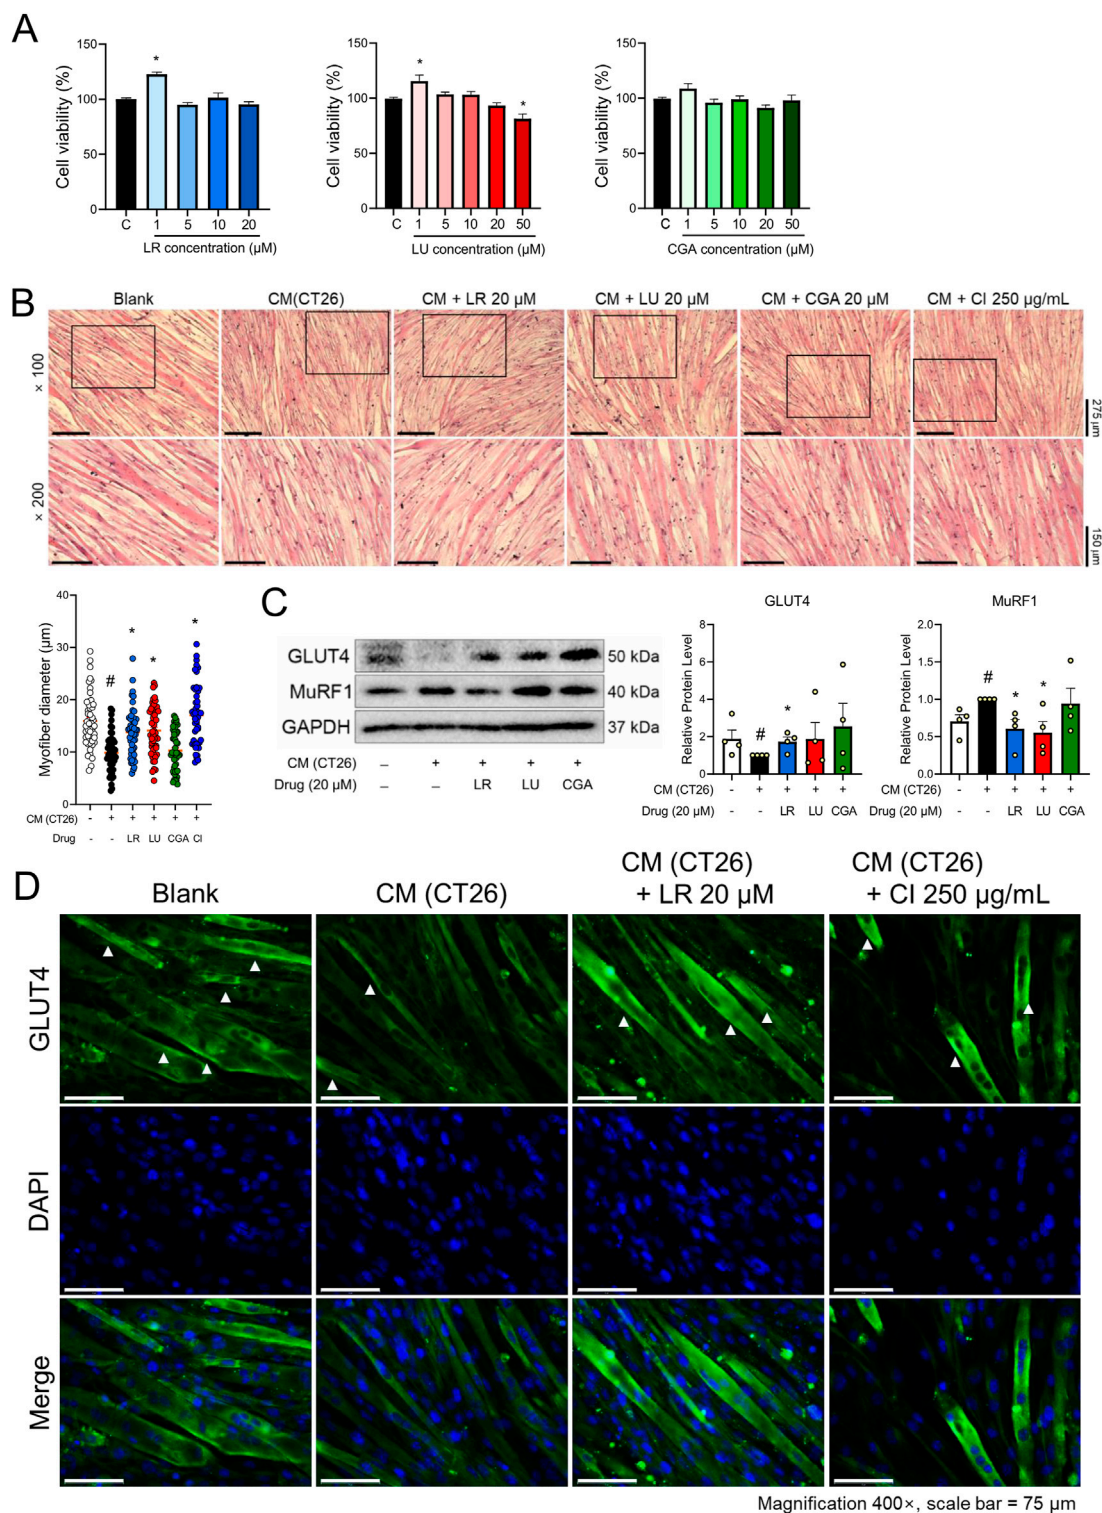 A
Cell viability (%)
150
100
50
0
*
C 1 5 10 20
LR concentration (µM)
Cell viability (%)
150
100
50
0
*
*
C 1 5 10 20 50
LU concentration (µM)
Cell viability (%)
150
100
50
0
C 1 5 10 20 50
CGA concentration (µM)
B
Blank CM(CT26) CM + LR 20 µM CM + LU 20 µM CM + CGA 20 µM CM + CI 250 µg/mL
× 100
275 µm
× 200
150 µm
Myofiber diameter (µm)
40
30
20
10
0
# * * *
CM (CT26) - + + + + +
Drug - - LR LU CGA CI
C
GLUT4 50 kDa
MuRF1 40 kDa
GAPDH 37 kDa
CM (CT26) – + + + +
Drug (20 µM) – – LR LU CGA
GLUT4
Relative Protein Level
8
6
4
2
0
# *
CM (CT26) - + + + +
Drug (20 µM) - - LR LU CGA
MuRF1
Relative Protein Level
2.0
1.5
1.0
0.5
0.0
# * *
CM (CT26) - + + + +
Drug (20 µM) - - LR LU CGA
D
Blank CM (CT26) CM (CT26) + LR 20 µM CM (CT26) + CI 250 µg/mL
GLUT4
DAPI
Merge
Magnification 400×, scale bar = 75 µm